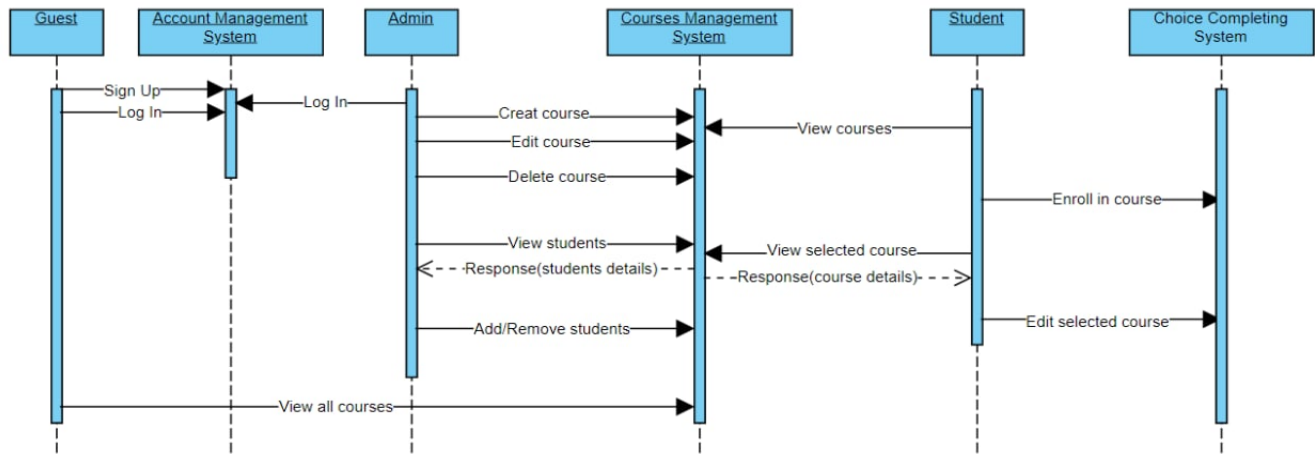 Guest
Account Management
System
Admin
Courses Management
System
Student
Choice Completing
System
Sign Up
Log In
Log In
Creat course
View courses
Edit course
Delete course
Enroll in course
View students
View selected course
Response(students details)
Response(course details)
Edit selected course
Add/Remove students
View all courses